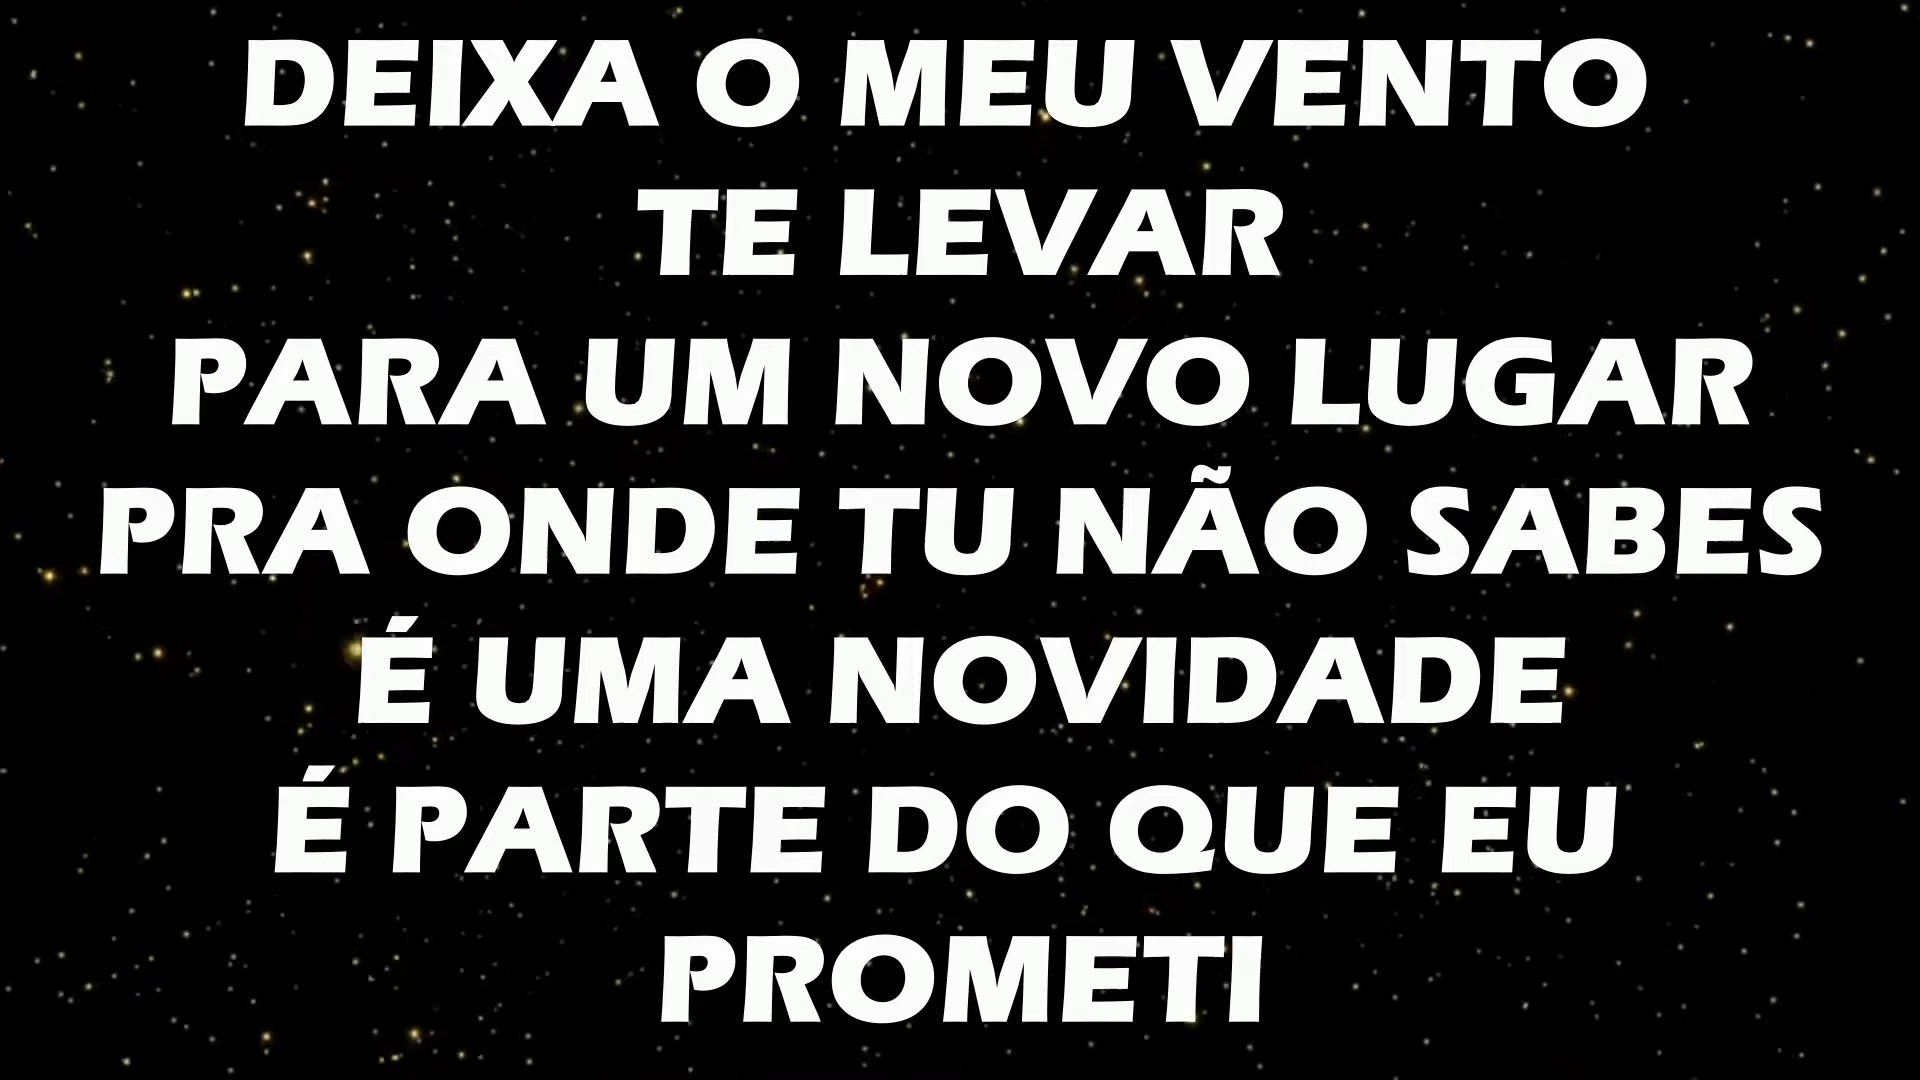 DEIXA O MEU VENTO
TE LEVAR
PARA UM NOVO LUGAR
PRA ONDE TU NÃO SABES
É UMA NOVIDADE
É PARTE DO QUE EU
PROMETI